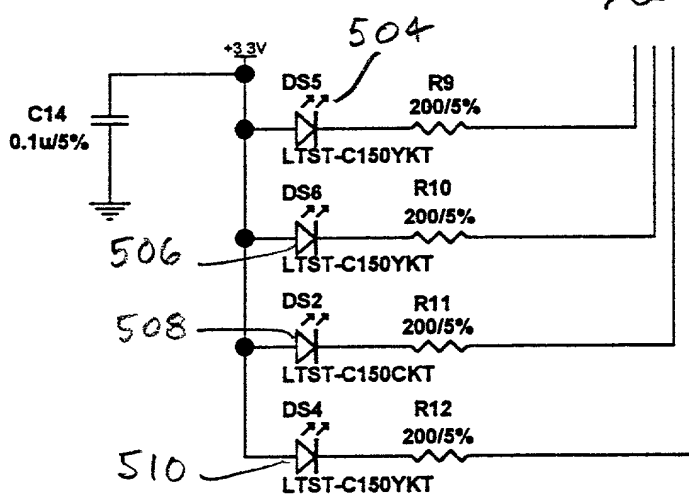 504
+3.3V
DS5
R9
200/5%
C14
0.1u/5%
LTST-C150YKT
DS6
R10
200/5%
506
LTST-C150YKT
DS2
R11
200/5%
508
LTST-C150CKT
DS4
R12
200/5%
510
LTST-C150YKT